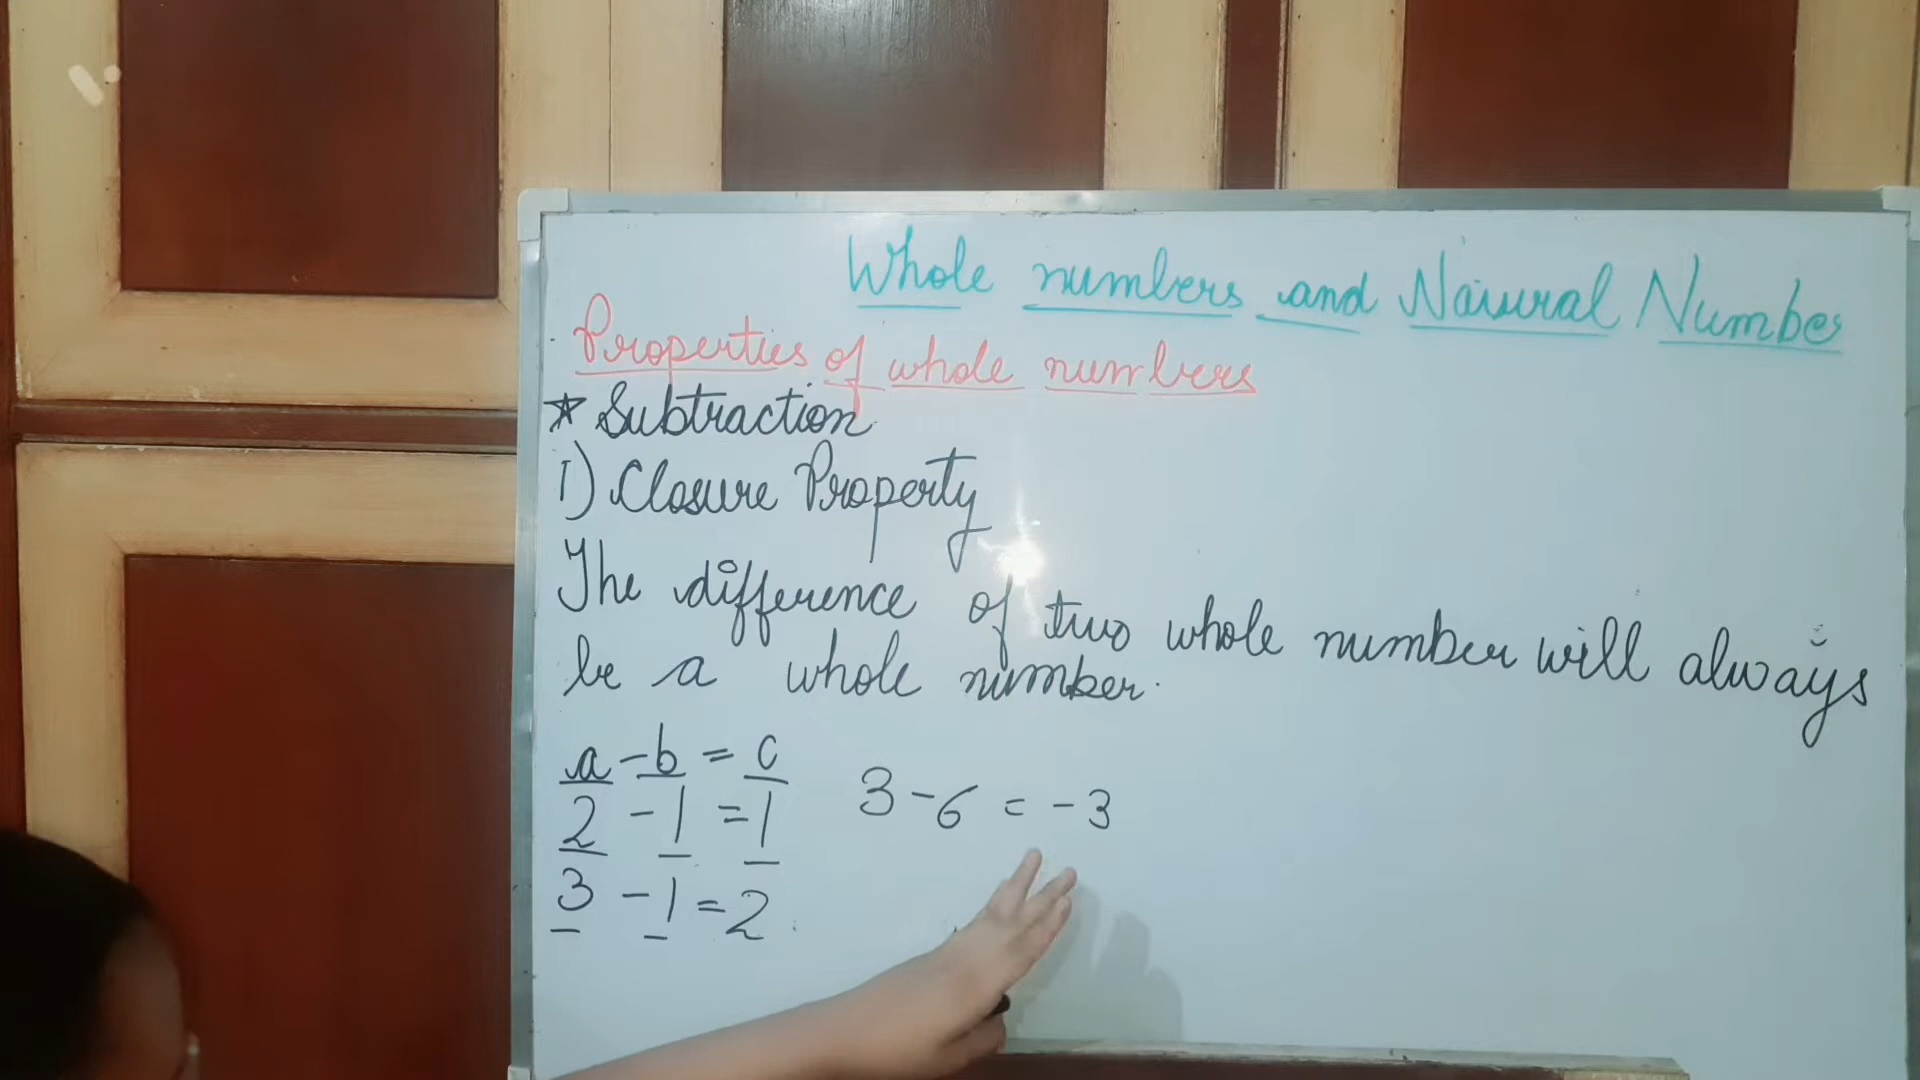 Whole numbers and Natural Number
Properties of whole numbers
* Subtraction
1) Closure Property
The difference of two whole number will always
be a whole number.
a - b = c
2 - 1 = 1
3 - 1 = 2
3 - 6 = -3